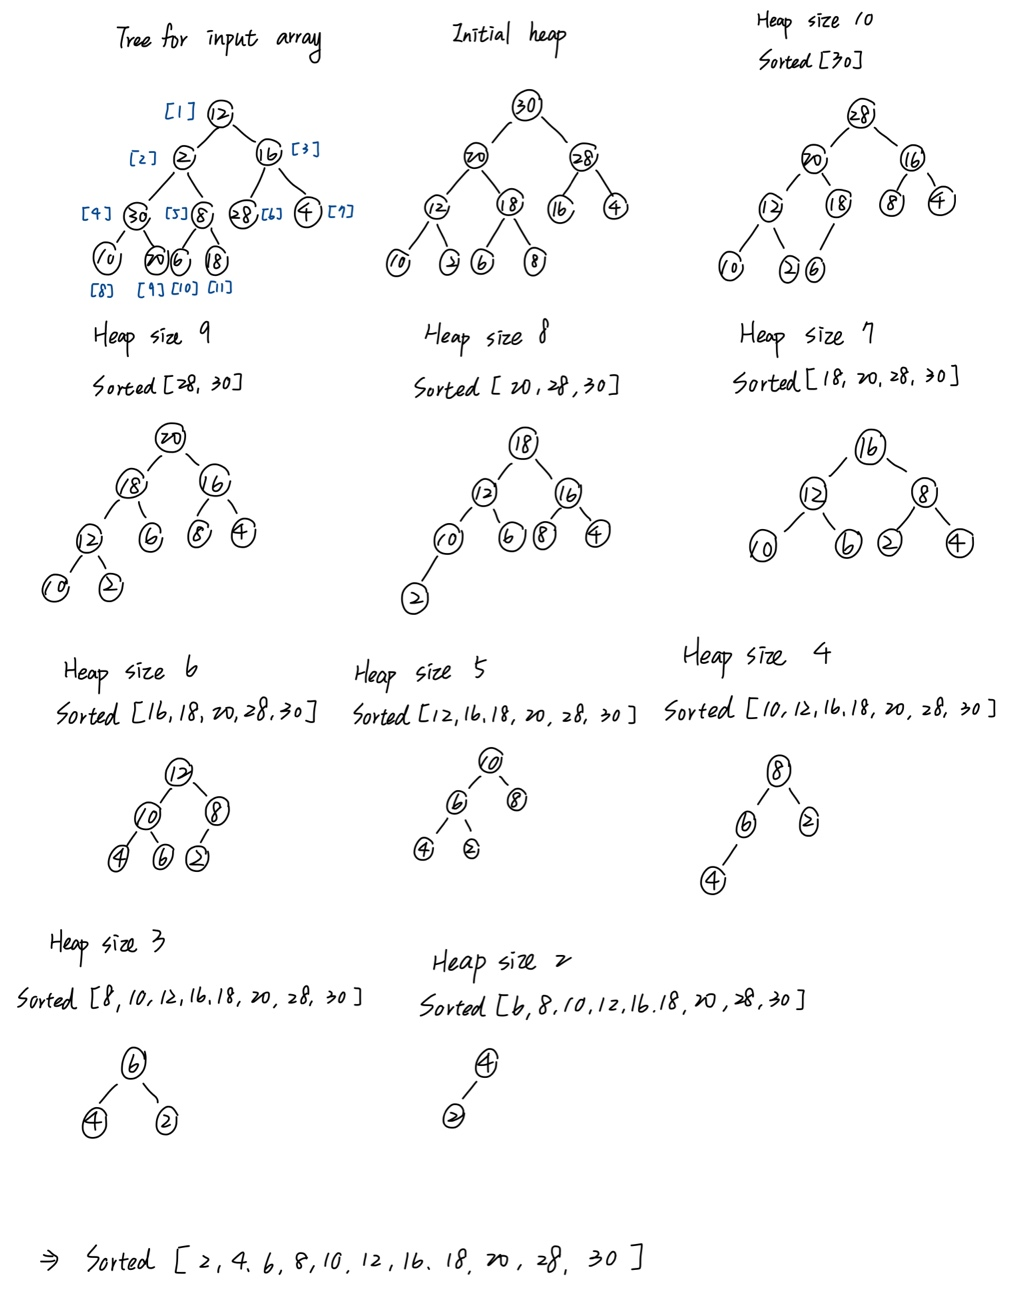 Tree for input array
[1] 12
[2] 2 16 [3]
[4] 30 [5] 8 28 [6] 4 [7]
10 20 6 18
[8] [9] [10] [11]
Initial heap
30
20 28
12 18 16 4
10 2 6 8
Heap size 10
Sorted [30]
28
20 16
12 18 8 4
10 2 6
Heap size 9
Sorted [28, 30]
20
18 16
12 6 8 4
10 2
Heap size 8
Sorted [20, 28, 30]
18
12 16
10 6 8 4
2
Heap size 7
Sorted [18, 20, 28, 30]
16
12 8
10 6 2 4
Heap size 6
Sorted [16, 18, 20, 28, 30]
12
10 8
4 6 2
Heap size 5
Sorted [12, 16, 18, 20, 28, 30]
10
6 8
4 2
Heap size 4
Sorted [10, 12, 16, 18, 20, 28, 30]
8
6 2
4
Heap size 3
Sorted [8, 10, 12, 16, 18, 20, 28, 30]
6
4 2
Heap size 2
Sorted [6, 8, 10, 12, 16, 18, 20, 28, 30]
4
2
⇒ Sorted [2, 4, 6, 8, 10, 12, 16, 18, 20, 28, 30]